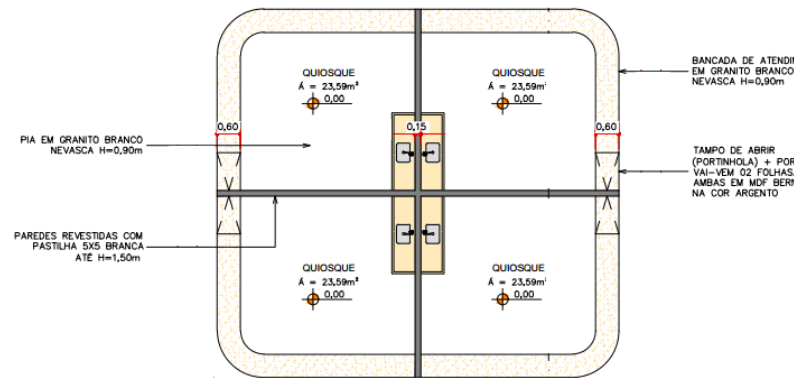 QUIOSQUE
Á = 23,59m²
0,00
QUIOSQUE
Á = 23,59m²
0,00
BANCADA DE ATENDI
EM GRANITO BRANCO
NEVASCA H=0,90m
0,60
0,15
0,60
PIA EM GRANITO BRANCO
NEVASCA H=0,90m
TAMPO DE ABRIR
(PORTINHOLA) + POR
VAI-VEM 02 FOLHAS
AMBAS EM MDF BER
NA COR ARGENTO
PAREDES REVESTIDAS COM
PASTILHA 5X5 BRANCA
ATÉ H=1,50m
QUIOSQUE
Á = 23,59m²
0,00
QUIOSQUE
Á = 23,59m²
0,00